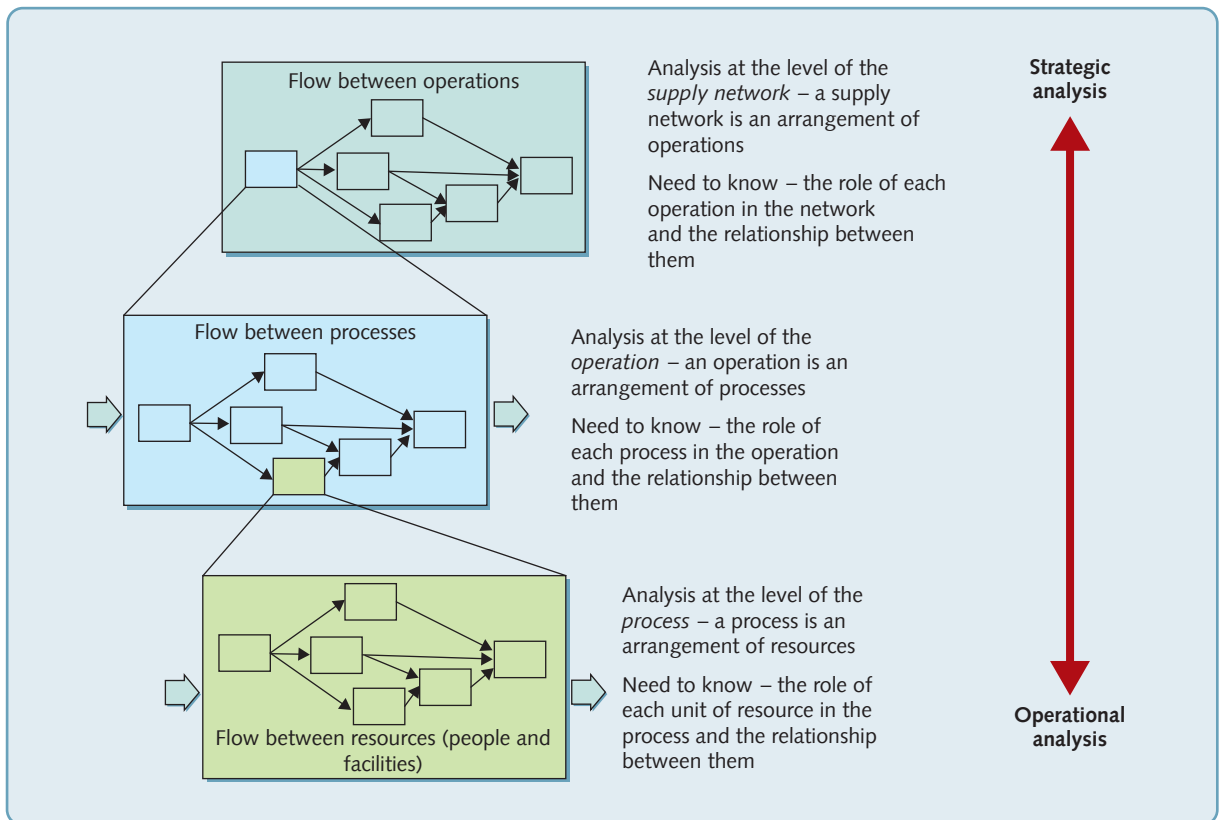 Flow between operations
Analysis at the level of the
supply network – a supply
network is an arrangement of
operations
Need to know – the role of each
operation in the network
and the relationship between
them
Strategic
analysis
Flow between processes
Analysis at the level of the
operation – an operation is an
arrangement of processes
Need to know – the role of
each process in the operation
and the relationship between
them
Flow between resources (people and
facilities)
Analysis at the level of the
process – a process is an
arrangement of resources
Need to know – the role of
each unit of resource in the
process and the relationship
between them
Operational
analysis